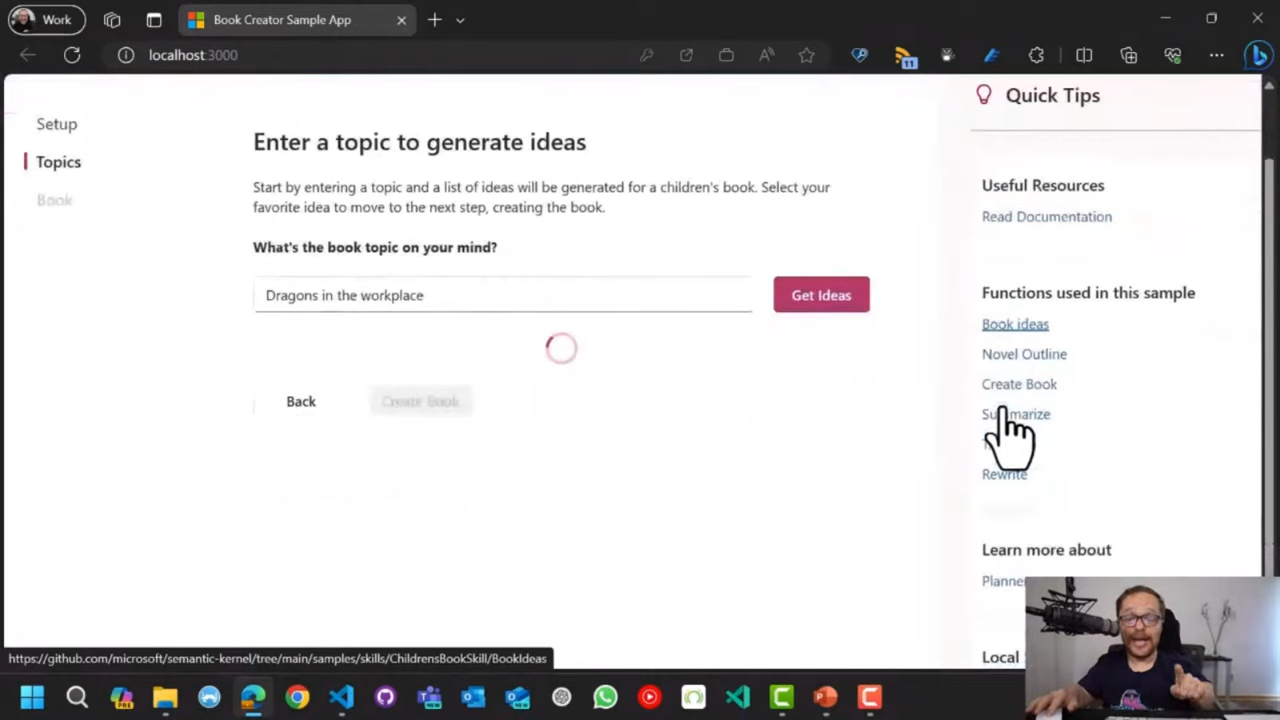 Work
Book Creator Sample App
localhost:3000
11
Setup
Topics
Book
Enter a topic to generate ideas
Start by entering a topic and a list of ideas will be generated for a children's book. Select your
favorite idea to move to the next step, creating the book.
What's the book topic on your mind?
Dragons in the workplace
Get Ideas
Back
Create Book
Quick Tips
Useful Resources
Read Documentation
Functions used in this sample
Book ideas
Novel Outline
Create Book
Summarize
Rewrite
Learn more about
Local
https://github.com/microsoft/semantic-kernel/tree/main/samples/skills/ChildrensBookSkill/BookIdeas
PRE